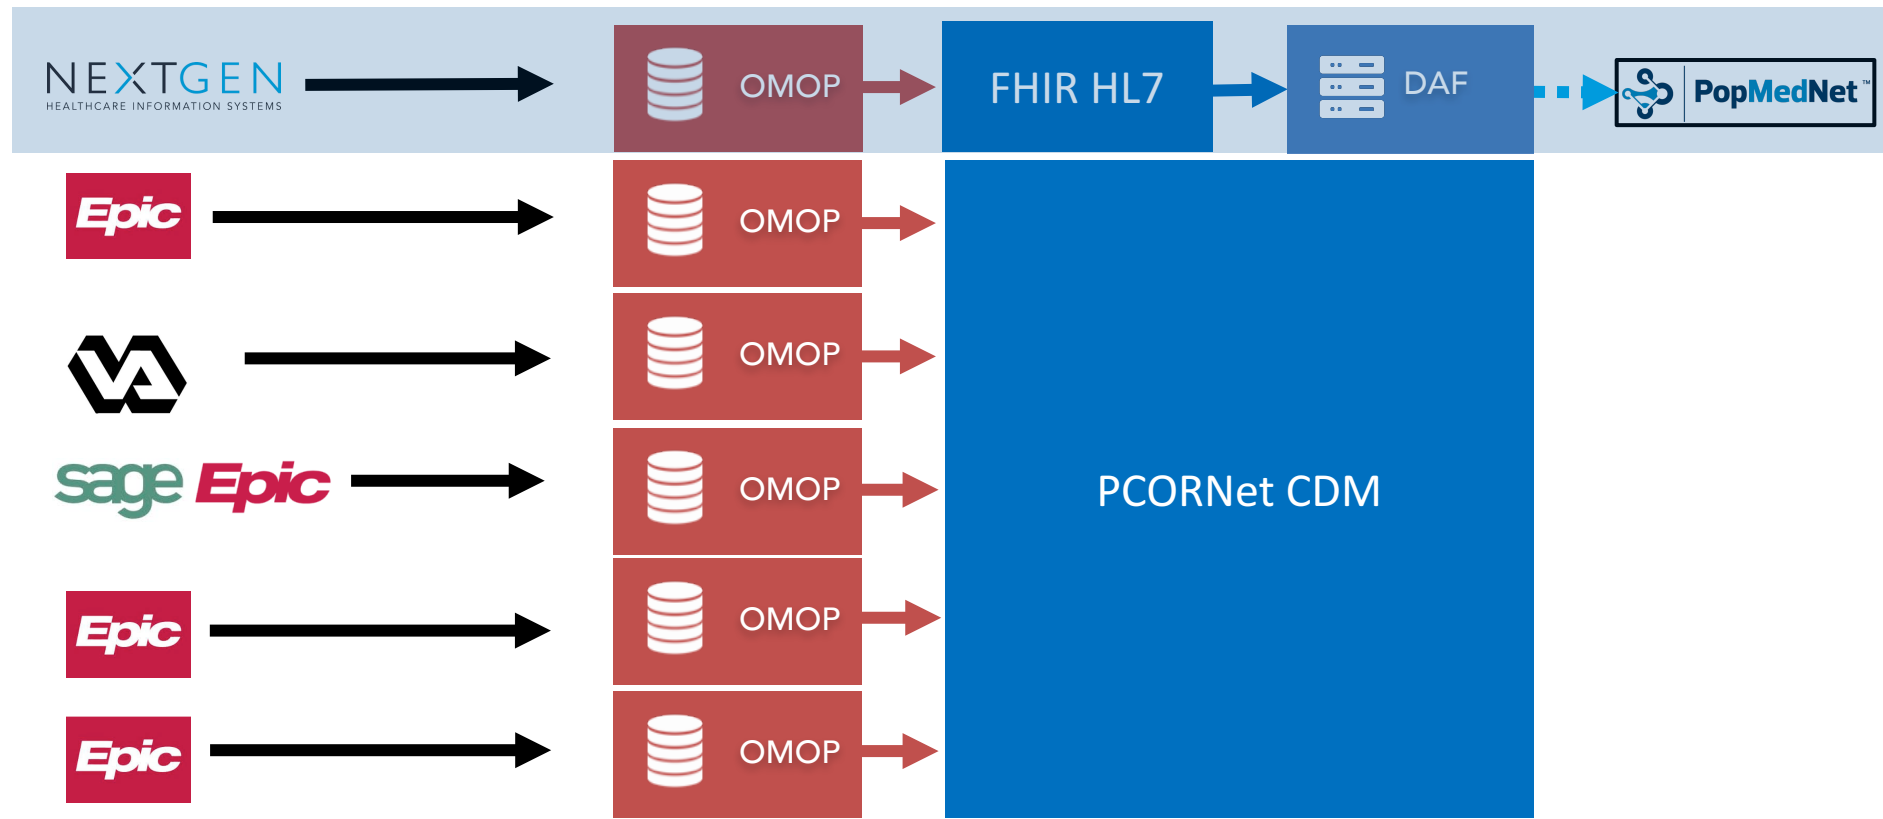 NEXTGEN
HEALTHCARE INFORMATION SYSTEMS
OMOP
FHIR HL7
DAF
PopMedNet™
Epic
OMOP
VA
OMOP
sage Epic
OMOP
PCORNet CDM
Epic
OMOP
Epic
OMOP